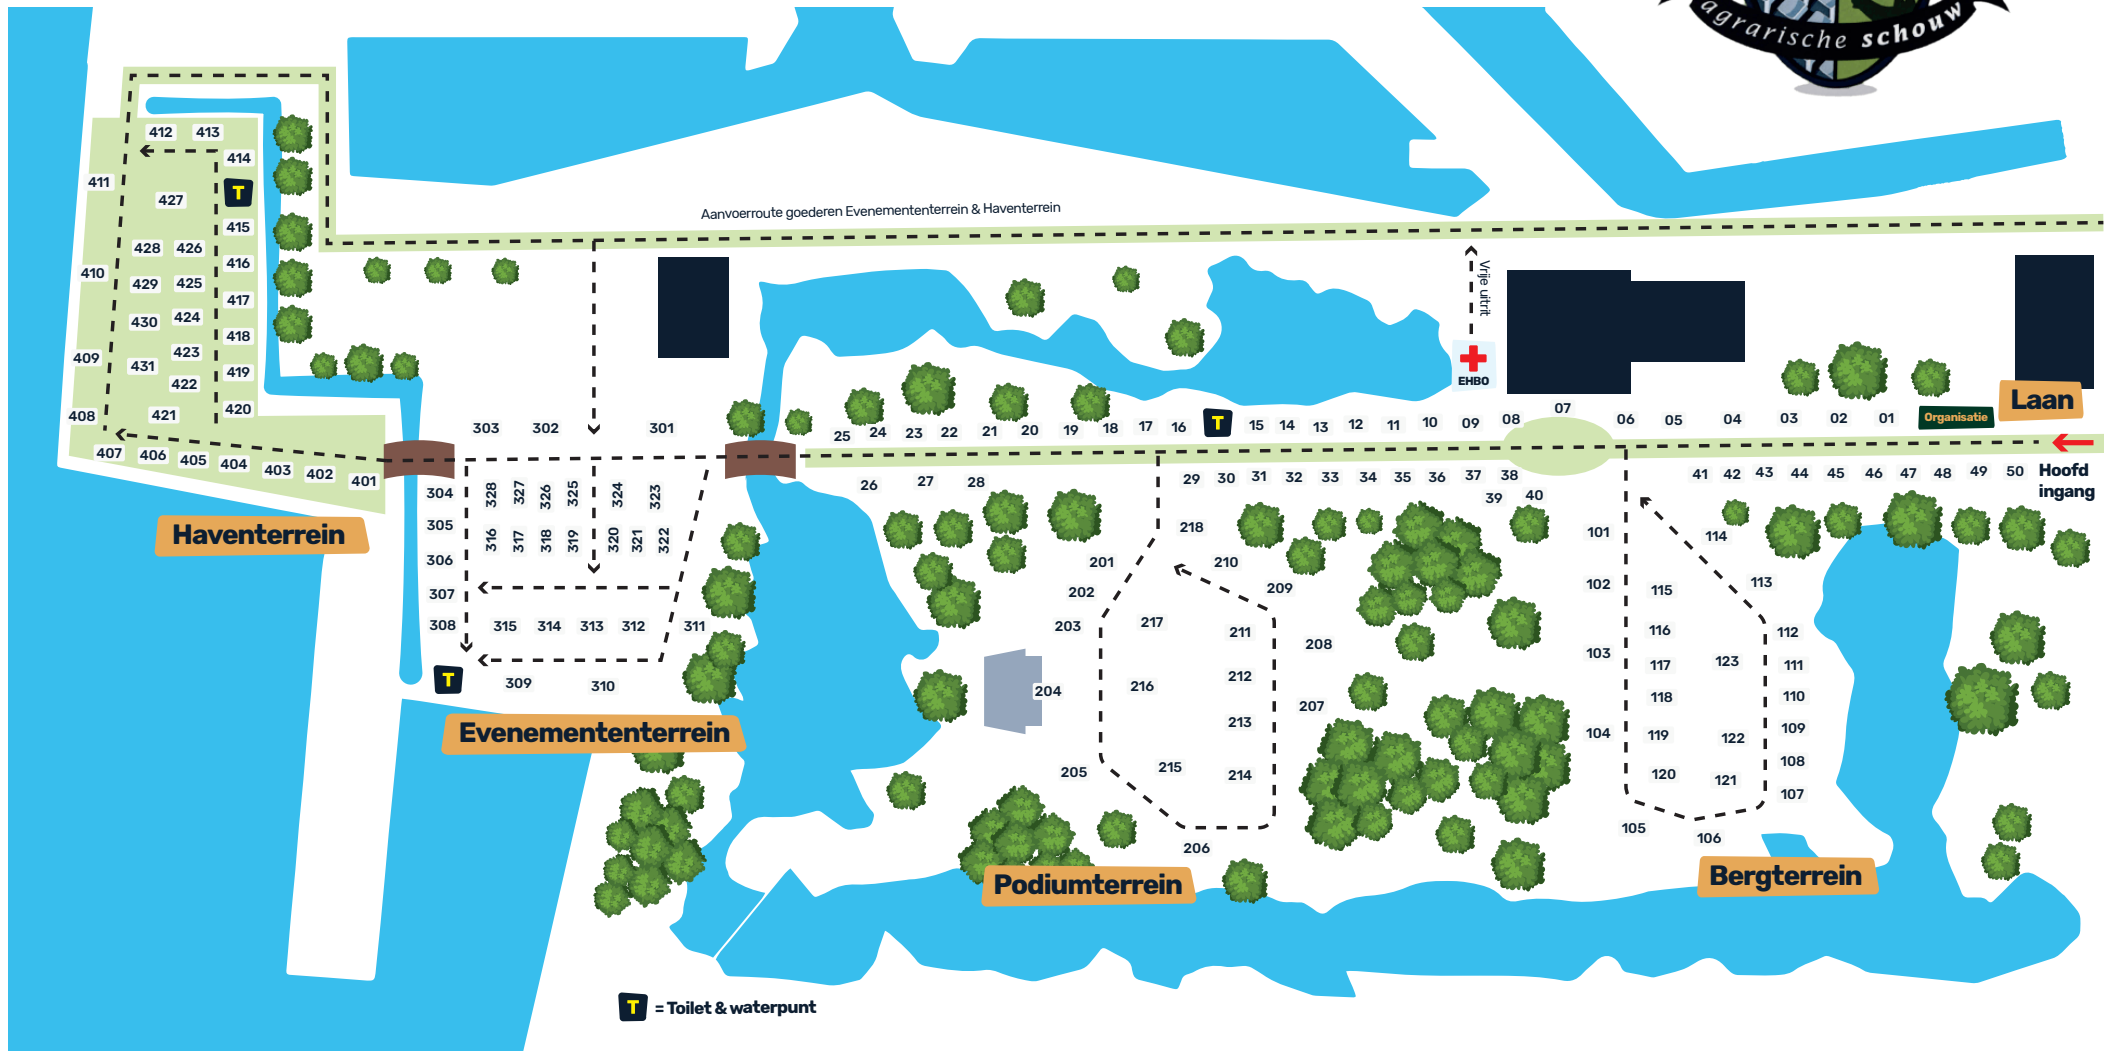 agrarische schouw
Aanvoerroute goederen Evenemententerrein & Haventerrein
Vrije uitrit
EHBO
412 413
414
T
411
427
415
428 426
416
410
429 425
417
430 424
418
409
423
431
419
422
408
421
420
407 406 405 404 403 402 401
Haventerrein
303 302 301
304 328 327 326 325 324 323
305
316 317 318 319 320 321 322
306
307
308 315 314 313 312 311
T
309 310
Evenemententerrein
25 24 23 22 21 20 19 18 17 16 T 15 14 13 12 11 10 09 08 07 06 05 04 03 02 01
Organisatie
Laan
26 27 28 29 30 31 32 33 34 35 36 37 38
39 40
41 42 43 44 45 46 47 48 49 50
Hoofd
ingang
218
201 210
202 209
203 217 211 208
212
204 216
207
213
205 215 214
206
Podiumterrein
101 114
102 115 113
116 112
103 117 123 111
118 110
104 119 122 109
108
120 121
107
105 106
Bergterrein
T = Toilet & waterpunt